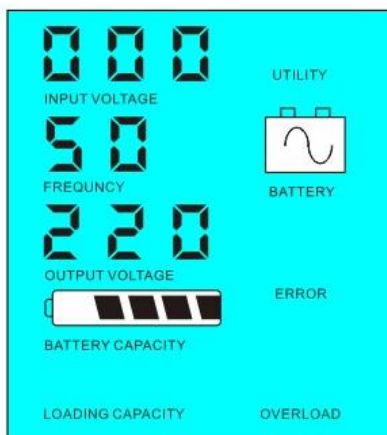 000
UTILITY
INPUT VOLTAGE
50
FREQUNCY
BATTERY
220
OUTPUT VOLTAGE
ERROR
BATTERY CAPACITY
LOADING CAPACITY
OVERLOAD